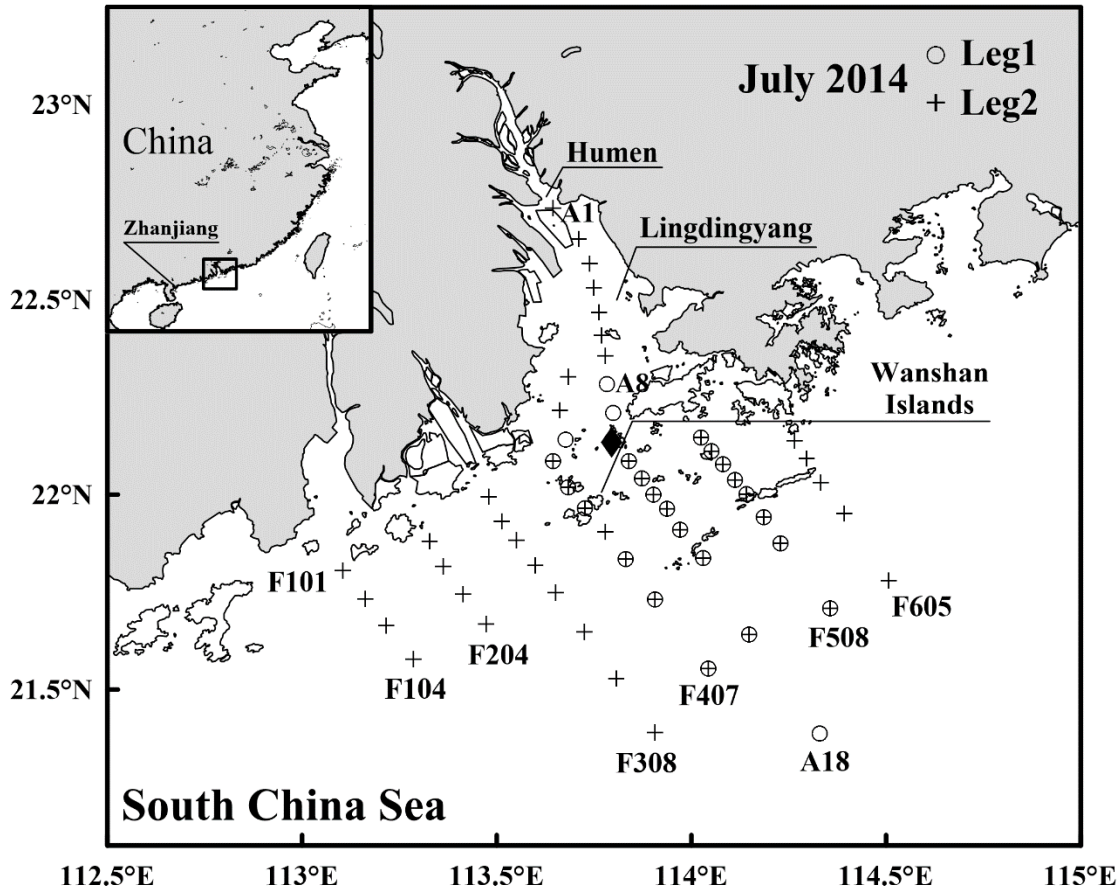 China
Zhanjiang
July 2014
Leg1
Leg2
23°N
22.5°N
22°N
21.5°N
Humen
A1
Lingdingyang
A8
Wanshan
Islands
F101
F104
F204
F308
F407
F508
F605
A18
South China Sea
112.5°E
113°E
113.5°E
114°E
114.5°E
115°E